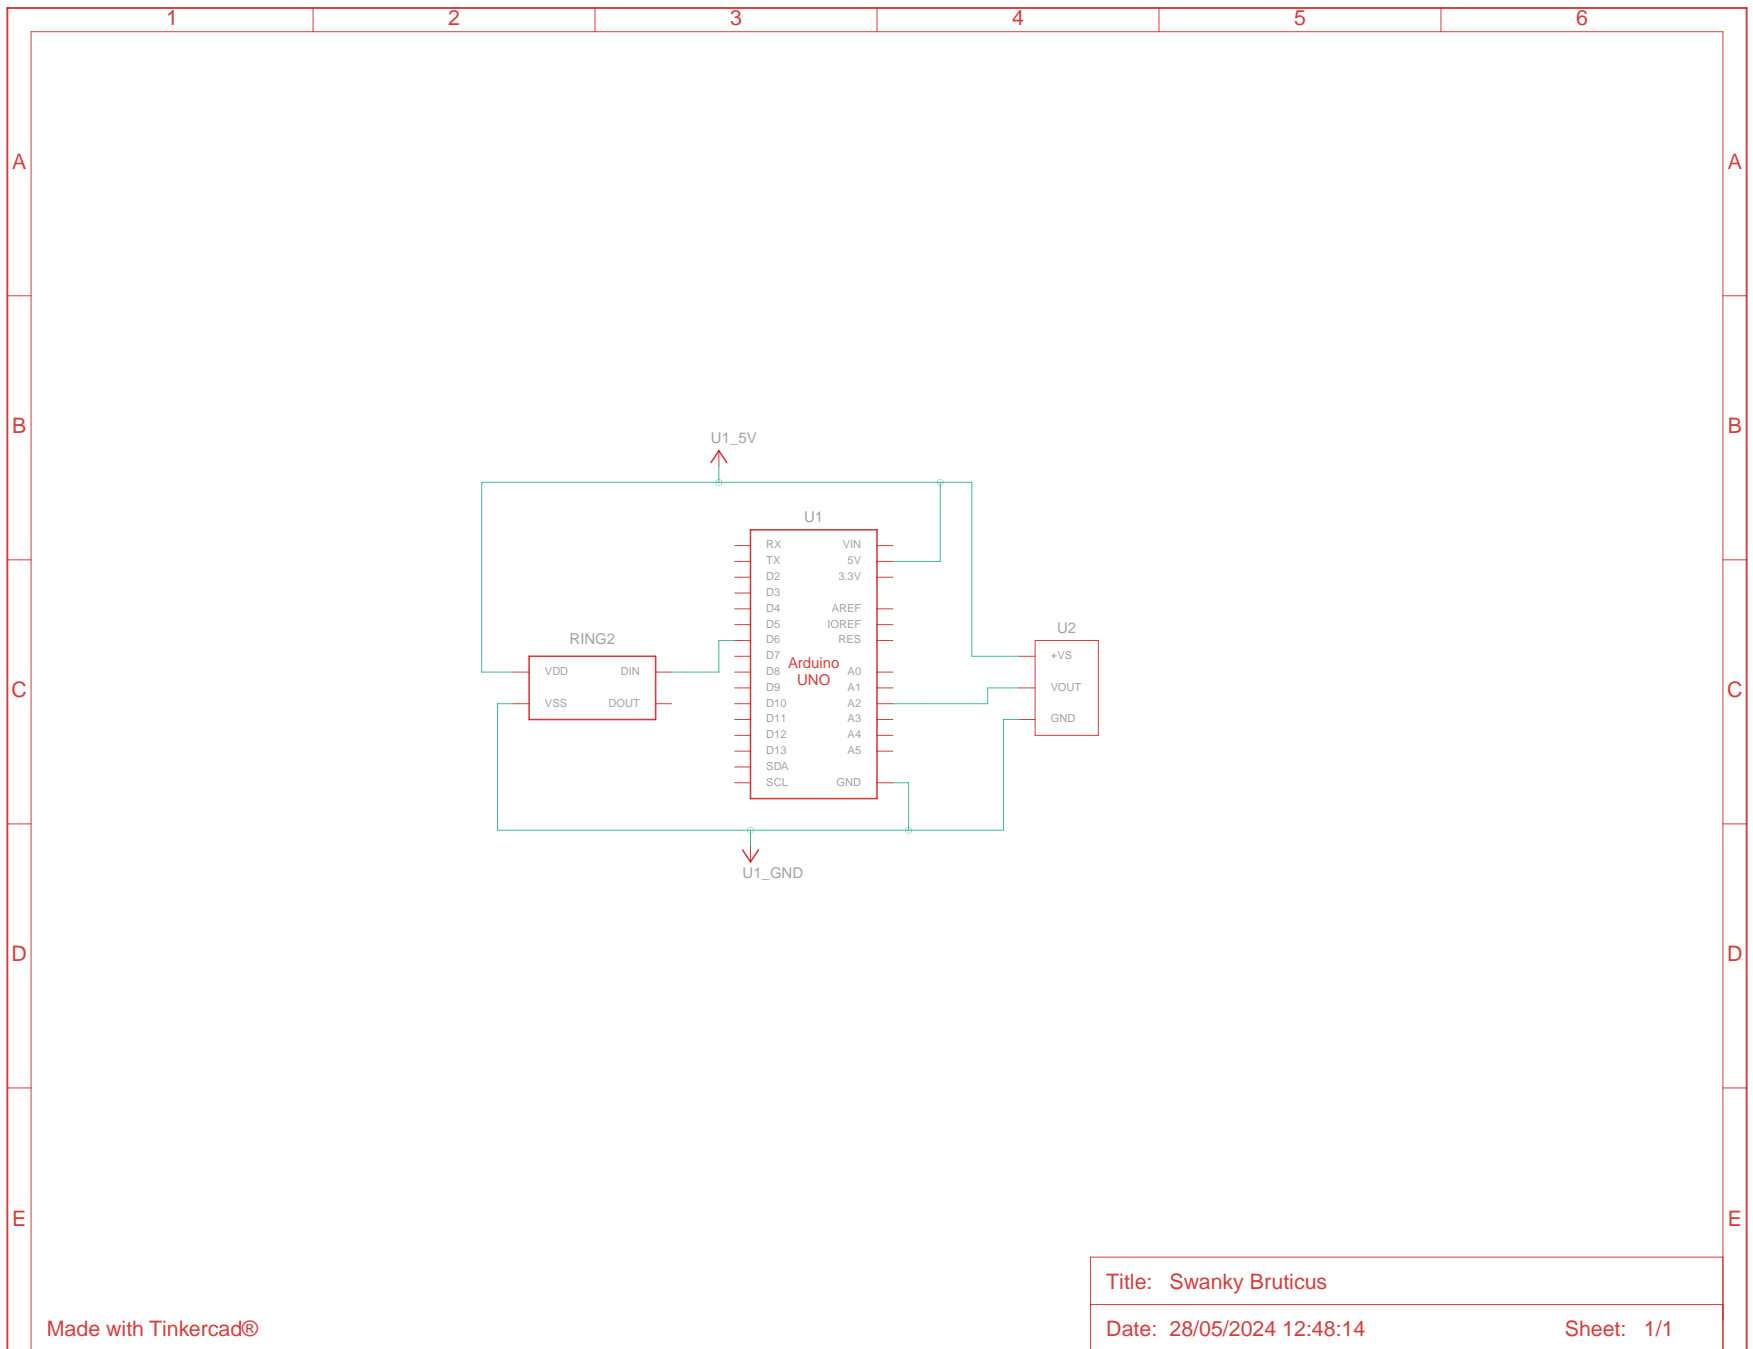 1 2 3 4 5 6
A A
B B
U1_5V
U1
RX VIN
TX 5V
D2 3.3V
D3
D4 AREF
D5 IOREF
D6 RES
D7
D8 A0
D9 A1
D10 A2
D11 A3
D12 A4
D13 A5
SDA
SCL GND
Arduino
UNO
RING2
VDD DIN
VSS DOUT
U2
+VS
VOUT
GND
C C
U1_GND
D D
E E
Title: Swanky Bruticus
Made with Tinkercad®
Date: 28/05/2024 12:48:14 Sheet: 1/1